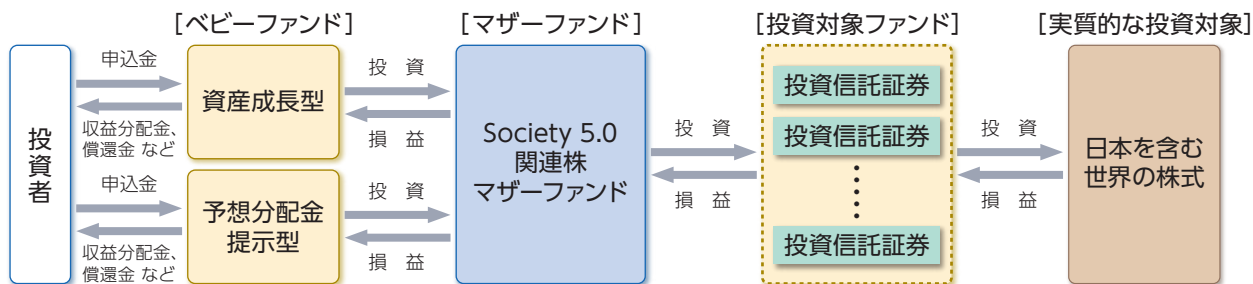 [ベビーファンド]
[マザーファンド]
[投資対象ファンド]
[実質的な投資対象]
投資者
申込金
収益分配金、
償還金 など
申込金
収益分配金、
償還金 など
資産成長型
予想分配金
提示型
投 資
損 益
投 資
損 益
Society 5.0
関連株
マザーファンド
投 資
損 益
投資信託証券
投資信託証券
投資信託証券
投 資
損 益
日本を含む
世界の株式